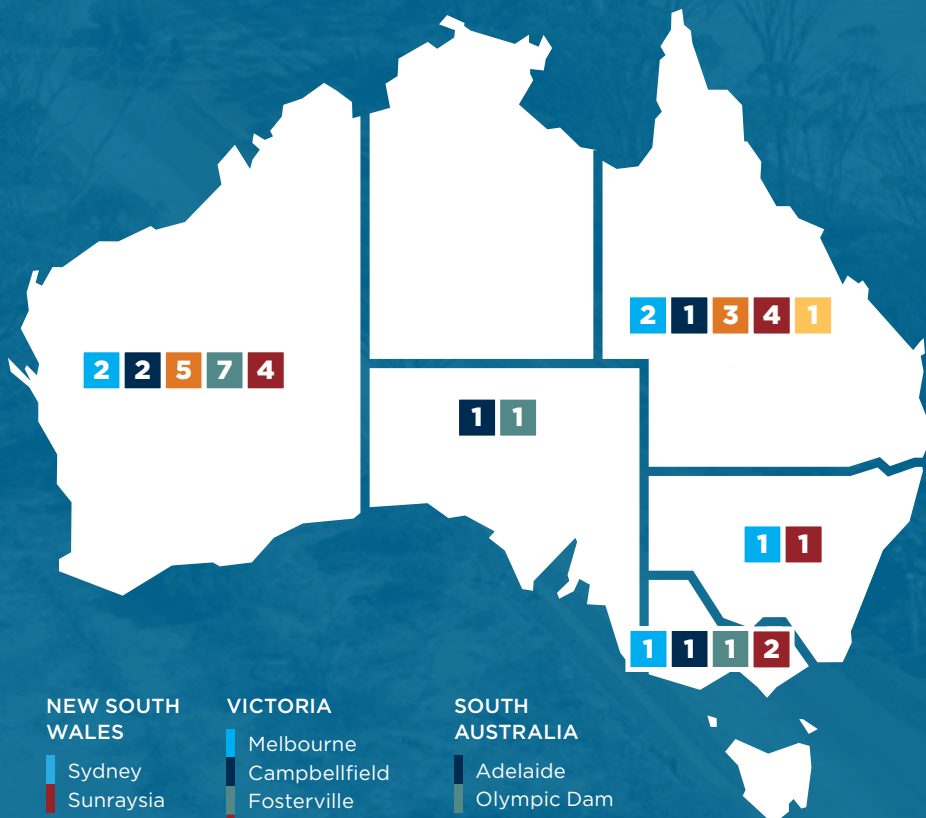 2 1 3 4 1
2 2 5 7 4
1 1
1 1
1 1 1 2
NEW SOUTH
WALES
Sydney
Sunraysia
VICTORIA
Melbourne
Campbellfield
Fosterville
SOUTH
AUSTRALIA
Adelaide
Olympic Dam